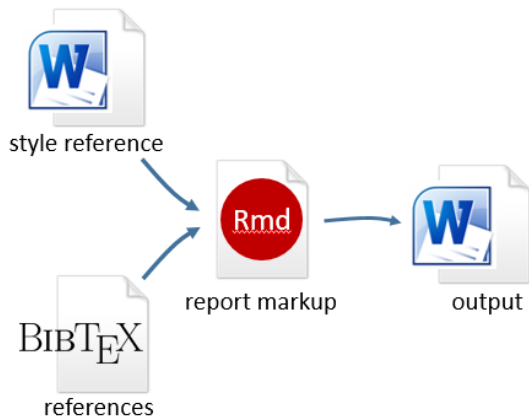 W
style reference
Rmd
report markup
W
output
BIBTEX
references